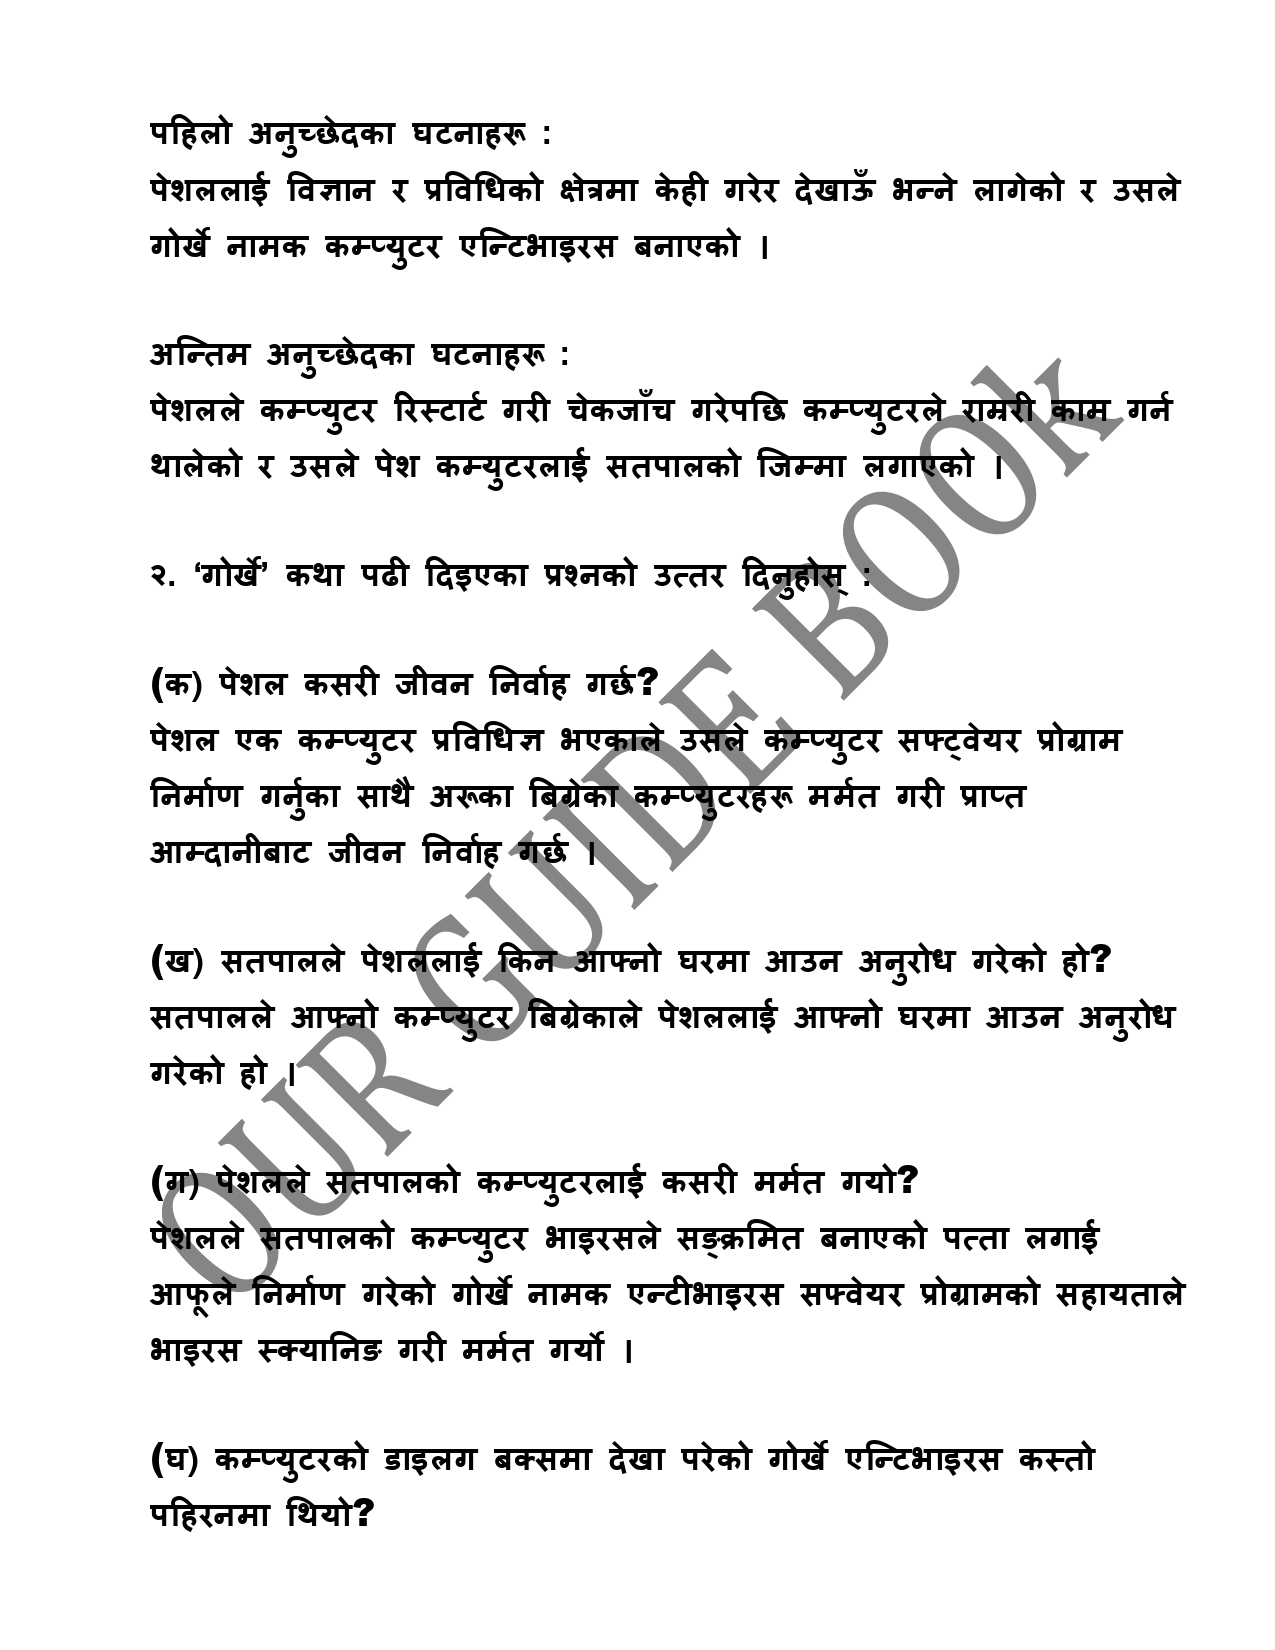 पहिलो अनुच्छेदका घटनाहरू :
पेशललाई विज्ञान र प्रविधिको क्षेत्रमा केही गरेर देखाऊँ भन्ने लागेको र उसले
गोर्खे नामक कम्प्युटर एन्टिभाइरस बनाएको ।
अन्तिम अनुच्छेदका घटनाहरू :
पेशलले कम्प्युटर रिस्टार्ट गरी चेकजाँच गरेपछि कम्प्युटरले राम्ररी काम गर्न
थालेको र उसले पेश कम्युटरलाई सतपालको जिम्मा लगाएको ।
२. ‘गोर्खे’ कथा पढी दिइएका प्रश्नको उत्तर दिनुहोस् :
(क) पेशल कसरी जीवन निर्वाह गर्छ?
पेशल एक कम्प्युटर प्रविधिज्ञ भएकाले उसले कम्प्युटर सफ्ट्वेयर प्रोग्राम
निर्माण गर्नुका साथै अरूका बिग्रेका कम्प्युटरहरू मर्मत गरी प्राप्त
आम्दानीबाट जीवन निर्वाह गर्छ ।
(ख) सतपालले पेशललाई किन आफ्नो घरमा आउन अनुरोध गरेको हो?
सतपालले आफ्नो कम्प्युटर बिग्रेकाले पेशललाई आफ्नो घरमा आउन अनुरोध
गरेको हो ।
(ग) पेशलले सतपालको कम्प्युटरलाई कसरी मर्मत गयो?
पेशलले सतपालको कम्प्युटर भाइरसले सङ्क्रमित बनाएको पत्ता लगाई
आफूले निर्माण गरेको गोर्खे नामक एन्टीभाइरस सफ्वेयर प्रोग्रामको सहायताले
भाइरस स्क्यानिङ गरी मर्मत गर्यो ।
(घ) कम्प्युटरको डाइलग बक्समा देखा परेको गोर्खे एन्टिभाइरस कस्तो
पहिरनमा थियो?
OUR GUIDE BOOk